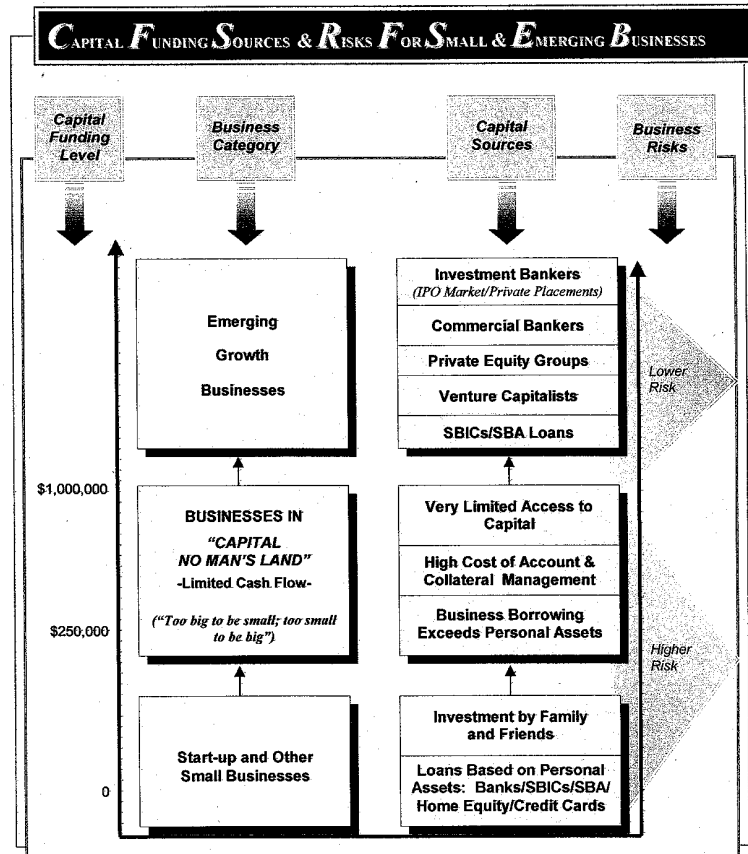 CAPITAL FUNDING SOURCES & RISKS FOR SMALL & EMERGING BUSINESSES
Capital
Funding
Level
Business
Category
Capital
Sources
Business
Risks
Emerging
Growth
Businesses
Investment Bankers
(IPO Market/Private Placements)
Commercial Bankers
Private Equity Groups
Venture Capitalists
SBICs/SBA Loans
Lower
Risk
$1,000,000
BUSINESSES IN
"CAPITAL
NO MAN'S LAND"
-Limited Cash Flow-
("Too big to be small; too small
to be big")
Very Limited Access to
Capital
High Cost of Account &
Collateral Management
Business Borrowing
Exceeds Personal Assets
$250,000
Higher
Risk
Start-up and Other
Small Businesses
Investment by Family
and Friends
Loans Based on Personal
Assets: Banks/SBICs/SBA/
Home Equity/Credit Cards
0